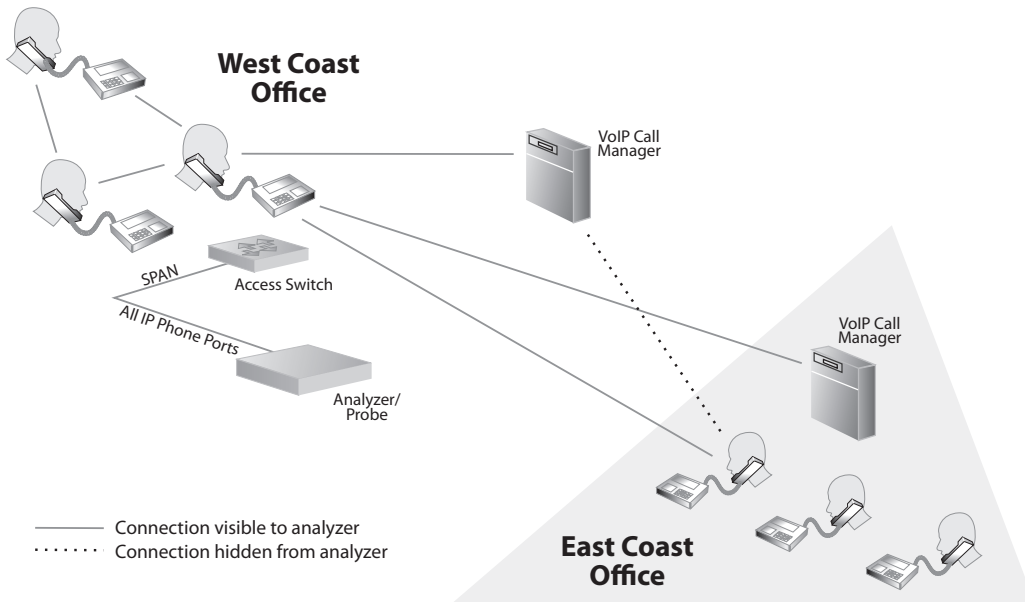 West Coast
Office
VoIP Call
Manager
SPAN
Access Switch
All IP Phone Ports
VoIP Call
Manager
Analyzer/
Probe
Connection visible to analyzer
Connection hidden from analyzer
East Coast
Office